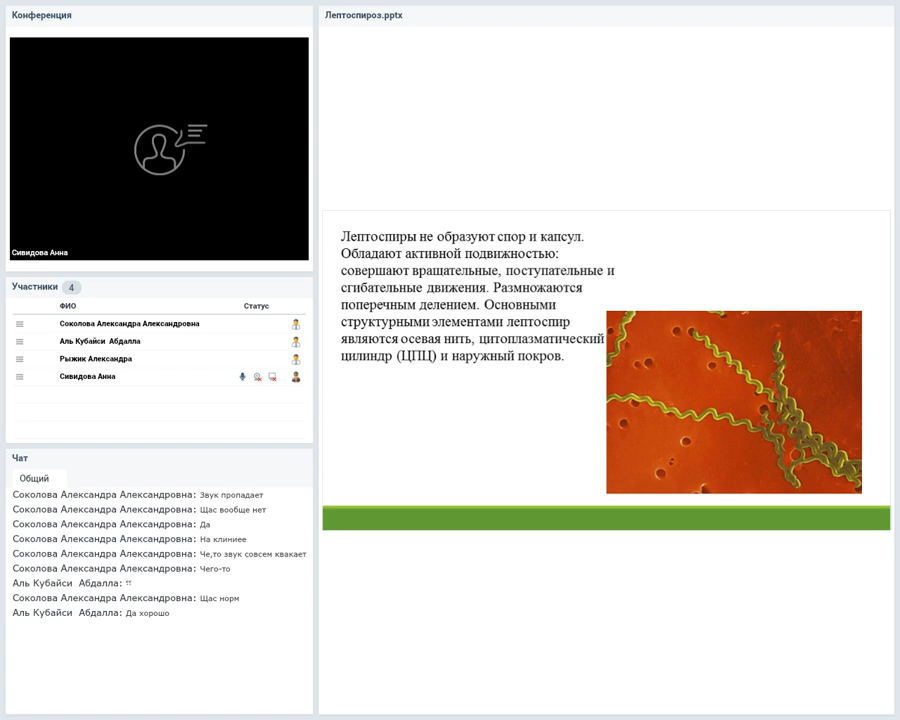 Конференция
Сивидова Анна
Участники 4
ФИО Статус
Соколова Александра Александровна
Аль Кубайси Абдалла
Рыжик Александра
Сивидова Анна
Чат
Общий
Соколова Александра Александровна: Звук пропадает
Соколова Александра Александровна: Щас вообще нет
Соколова Александра Александровна: Да
Соколова Александра Александровна: На клиниее
Соколова Александра Александровна: Че,то звук совсем квакает
Соколова Александра Александровна: Чего-то
Аль Кубайси Абдалла:
Соколова Александра Александровна: Щас норм
Аль Кубайси Абдалла: Да хорошо
Лептоспироз.pptx
Лептоспиры не образуют спор и капсул.
Обладают активной подвижностью:
совершают вращательные, поступательные и
сгибательные движения. Размножаются
поперечным делением. Основными
структурными элементами лептоспир
являются осевая нить, цитоплазматический
цилиндр (ЦПЦ) и наружный покров.